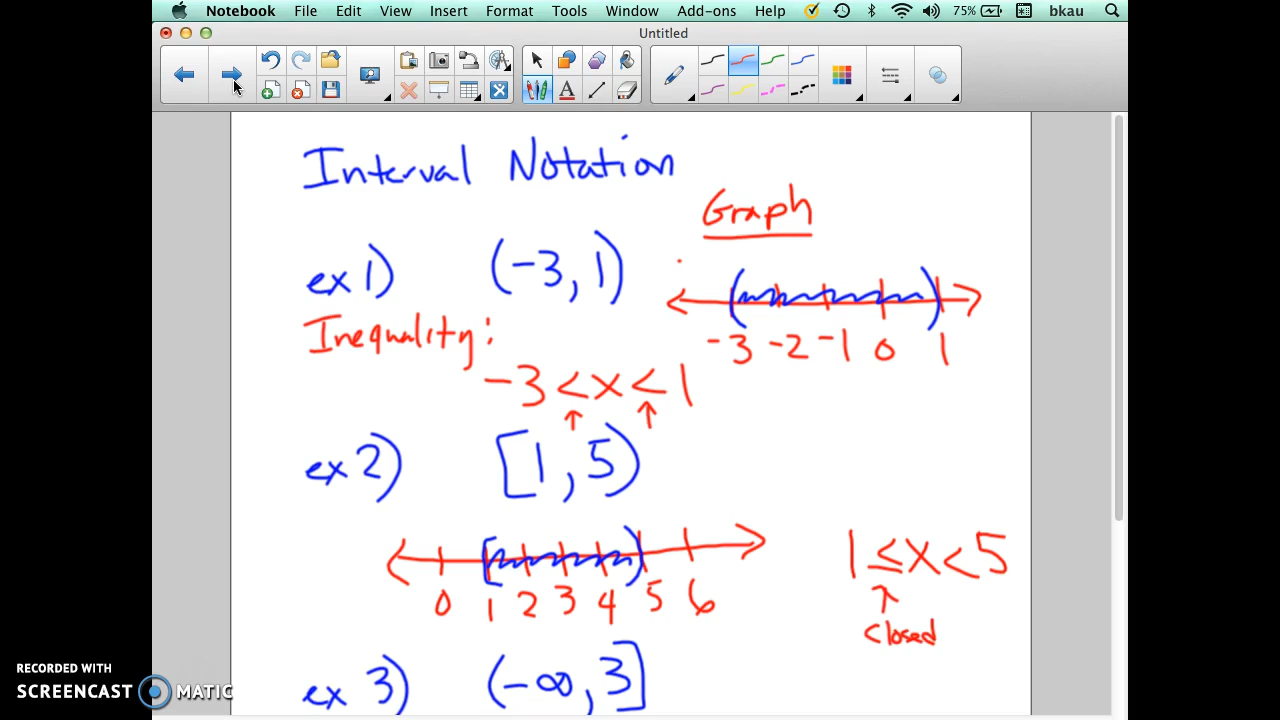 Notebook File Edit View Insert Format Tools Window Add-ons Help 75% bkau
Untitled
Interval Notation
Graph
ex 1) (-3, 1)
-3 -2 -1 0 1
Inequality:
-3 < x < 1
ex 2) [1, 5)
0 1 2 3 4 5 6
1 ≤ x < 5
closed
ex 3) (-∞, 3]
RECORDED WITH
SCREENCAST MATIC